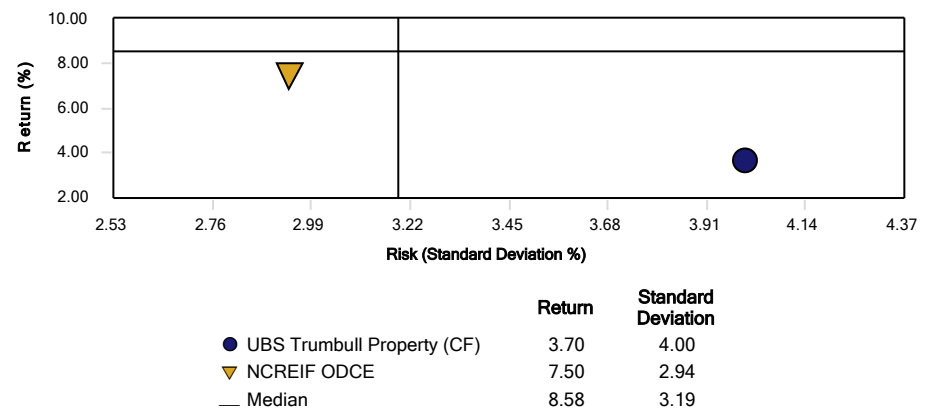 10.00
8.00
6.00
4.00
2.00
Return (%)
2.53 2.76 2.99 3.22 3.45 3.68 3.91 4.14 4.37
Risk (Standard Deviation %)
Return Standard Deviation
UBS Trumbull Property (CF) 3.70 4.00
NCREIF ODCE 7.50 2.94
Median 8.58 3.19